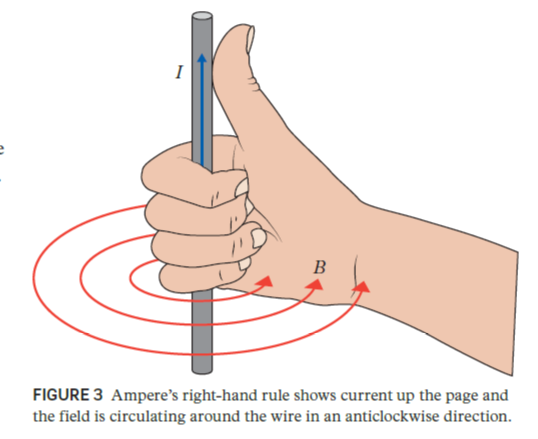 I
B
FIGURE 3 Ampere's right-hand rule shows current up the page and
the field is circulating around the wire in an anticlockwise direction.